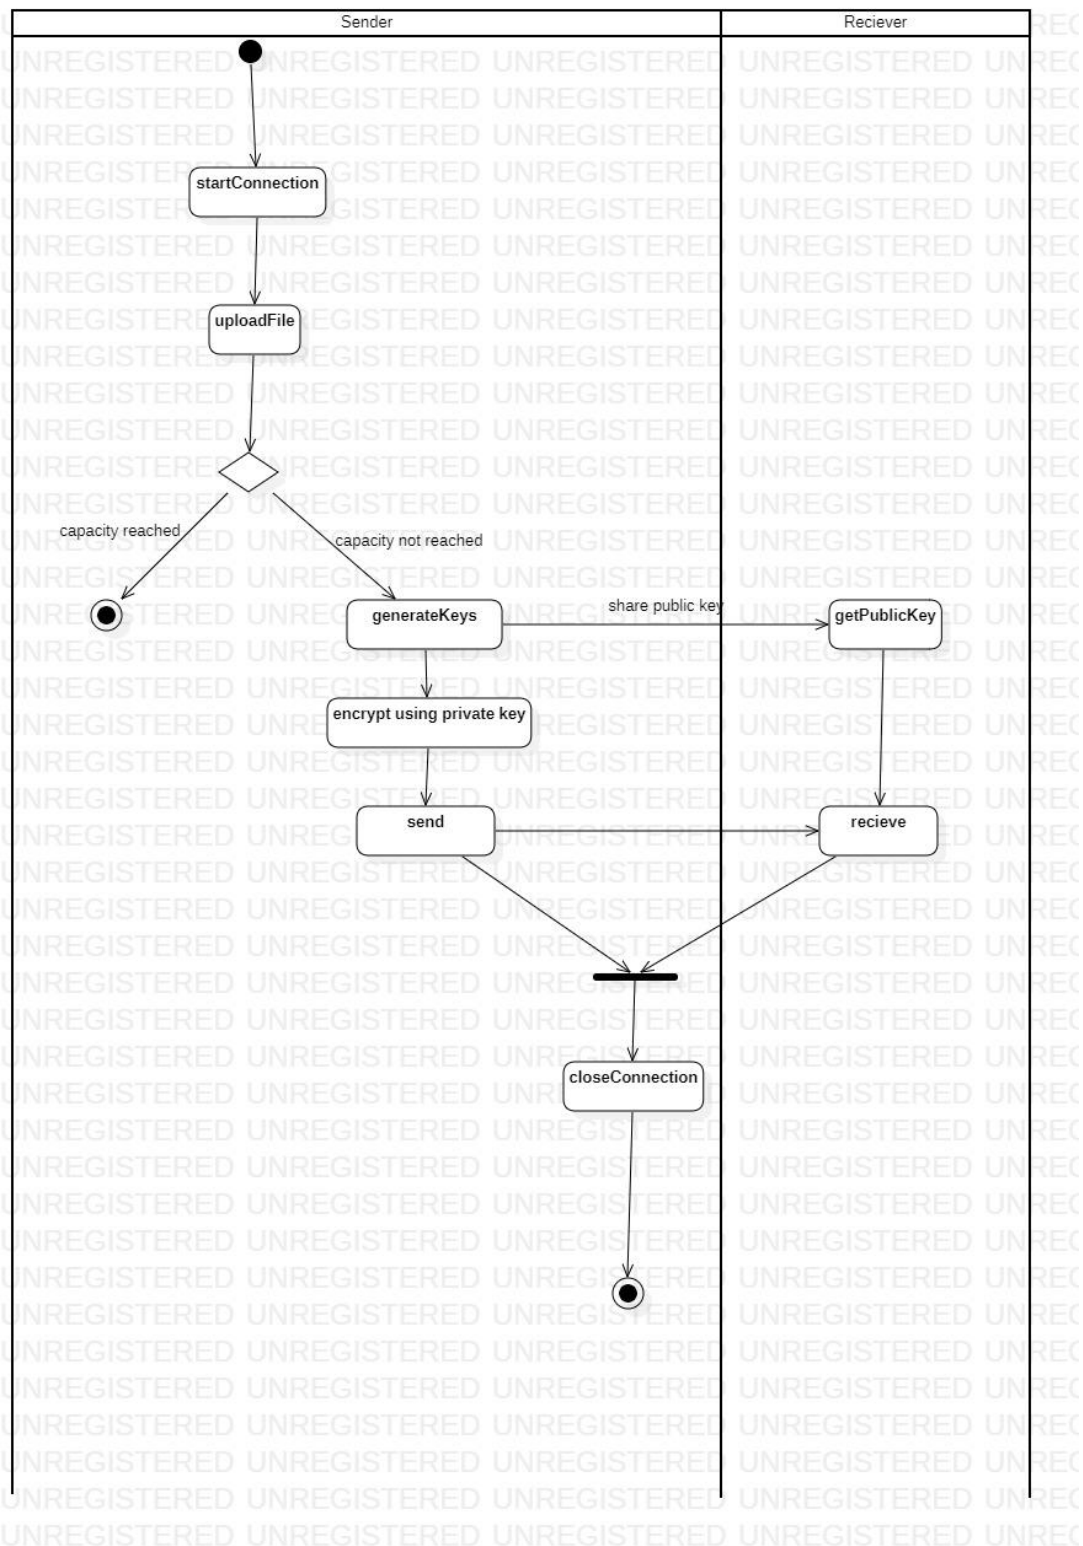 Sender
Reciever
startConnection
uploadFile
capacity reached
capacity not reached
generateKeys
share public key
getPublicKey
encrypt using private key
send
recieve
closeConnection
UNREGISTERED